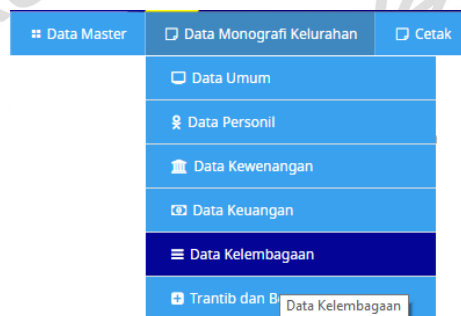 Data Master
Data Monografi Kelurahan
Cetak
Data Umum
Data Personil
Data Kewenangan
Data Keuangan
Data Kelembagaan
Trantib dan
Data Kelembagaan